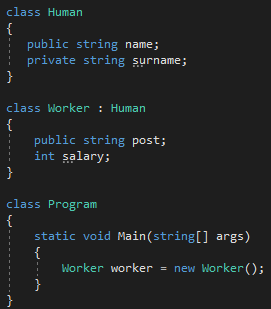 class Human
{
    public string name;
    private string surname;
}
class Worker : Human
{
    public string post;
    int salary;
}
class Program
{
    static void Main(string[] args)
    {
        Worker worker = new Worker();
    }
}